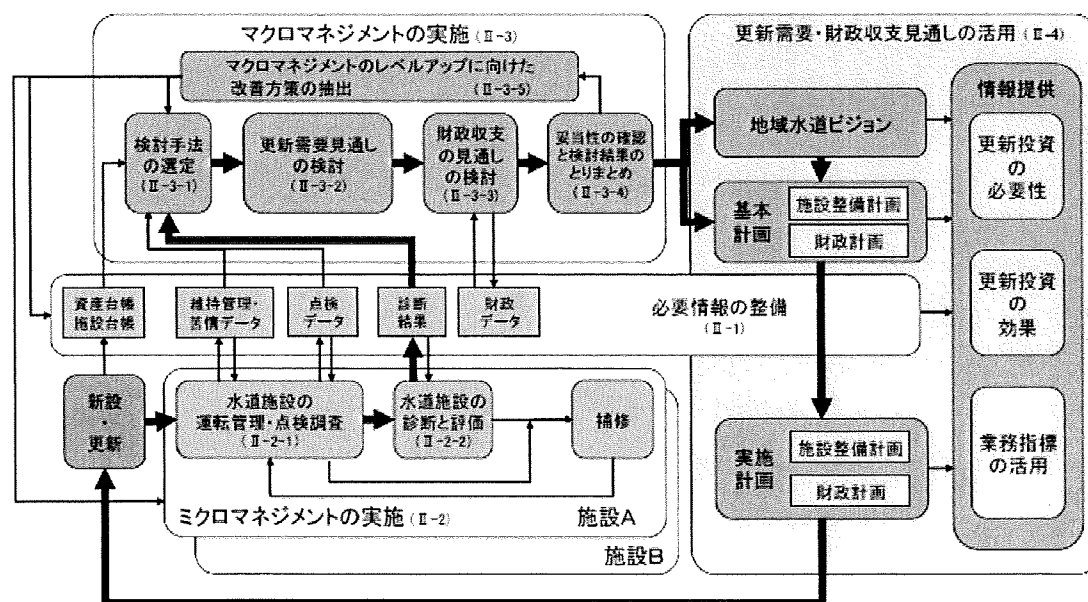 マクロマネジメントの実施(Ⅱ-3)
マクロマネジメントのレベルアップに向けた
改善方策の抽出 (Ⅱ-3-5)
検討手法
の選定
(Ⅱ-3-1)
更新需要見通し
の検討
(Ⅱ-3-2)
財政収支
の見通し
の検討
(Ⅱ-3-3)
妥当性の確認
と検討結果の
とりまとめ
(Ⅱ-3-4)
更新需要・財政収支見通しの活用(Ⅱ-4)
地域水道ビジョン
基本
計画
施設整備計画
財政計画
実施
計画
施設整備計画
財政計画
情報提供
更新投資
の
必要性
更新投資
の
効果
業務指標
の活用
資産台帳
施設台帳
維持管理・
苦情データ
点検
データ
診断
結果
財政
データ
必要情報の整備
(Ⅱ-1)
新設
・
更新
水道施設の
運転管理・点検調査
(Ⅱ-2-1)
水道施設の
診断と評価
(Ⅱ-2-2)
補修
ミクロマネジメントの実施(Ⅱ-2)
施設A
施設B